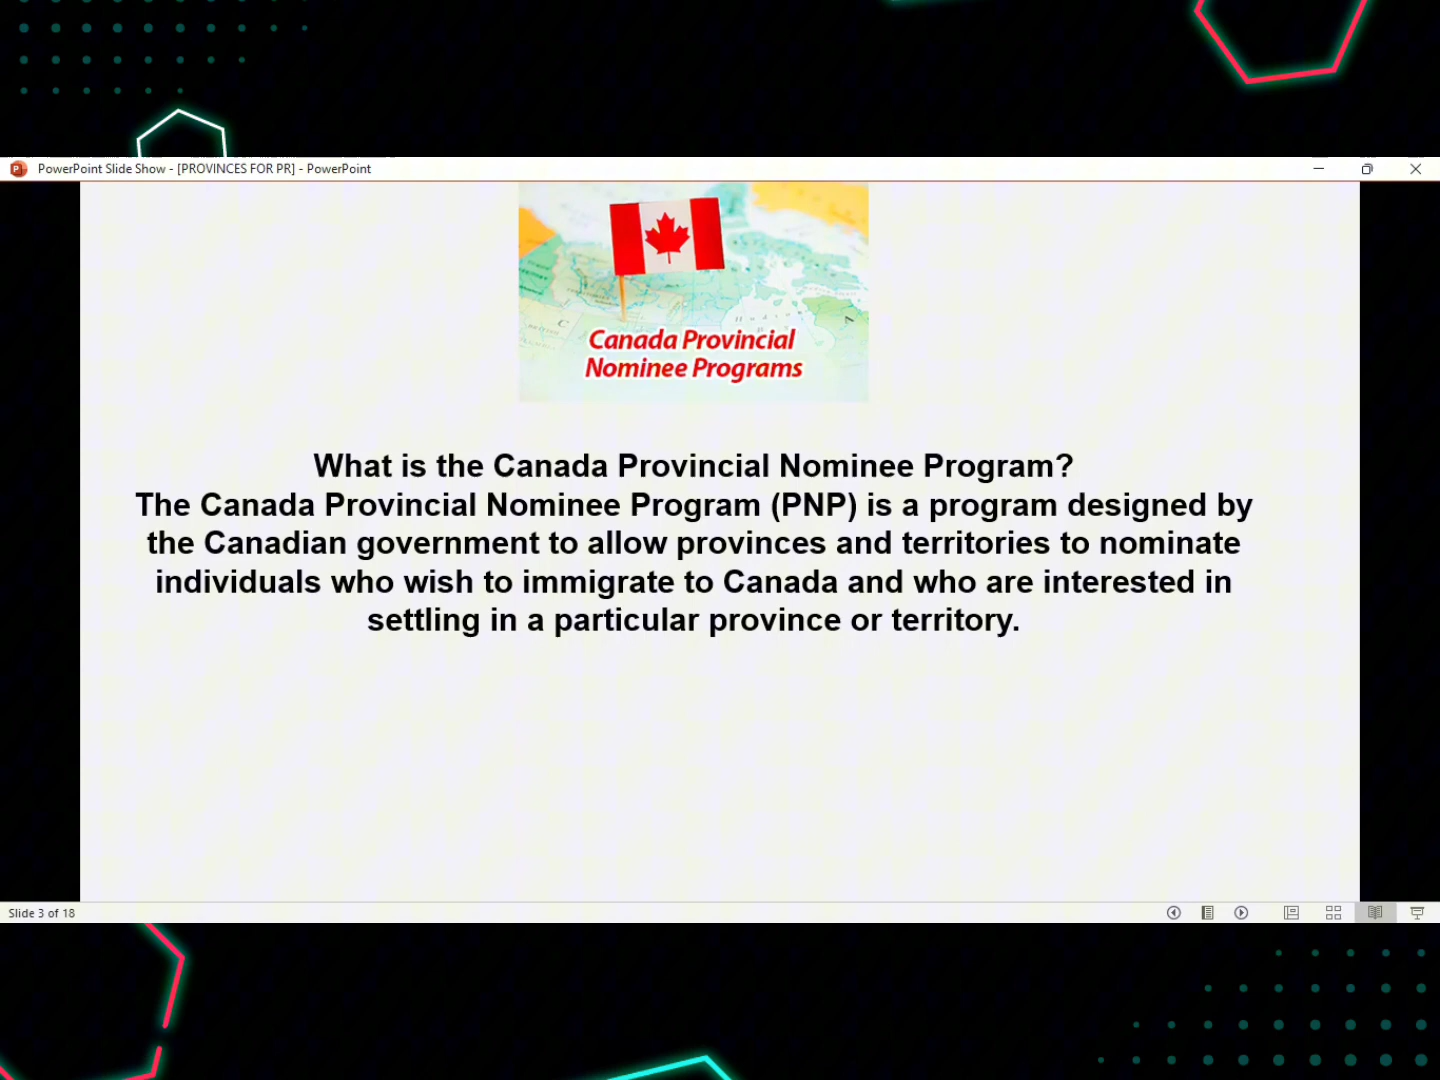 PowerPoint Slide Show - [PROVINCES FOR PR] - PowerPoint
Canada Provincial
Nominee Programs
What is the Canada Provincial Nominee Program?
The Canada Provincial Nominee Program (PNP) is a program designed by
the Canadian government to allow provinces and territories to nominate
individuals who wish to immigrate to Canada and who are interested in
settling in a particular province or territory.
Slide 3 of 18